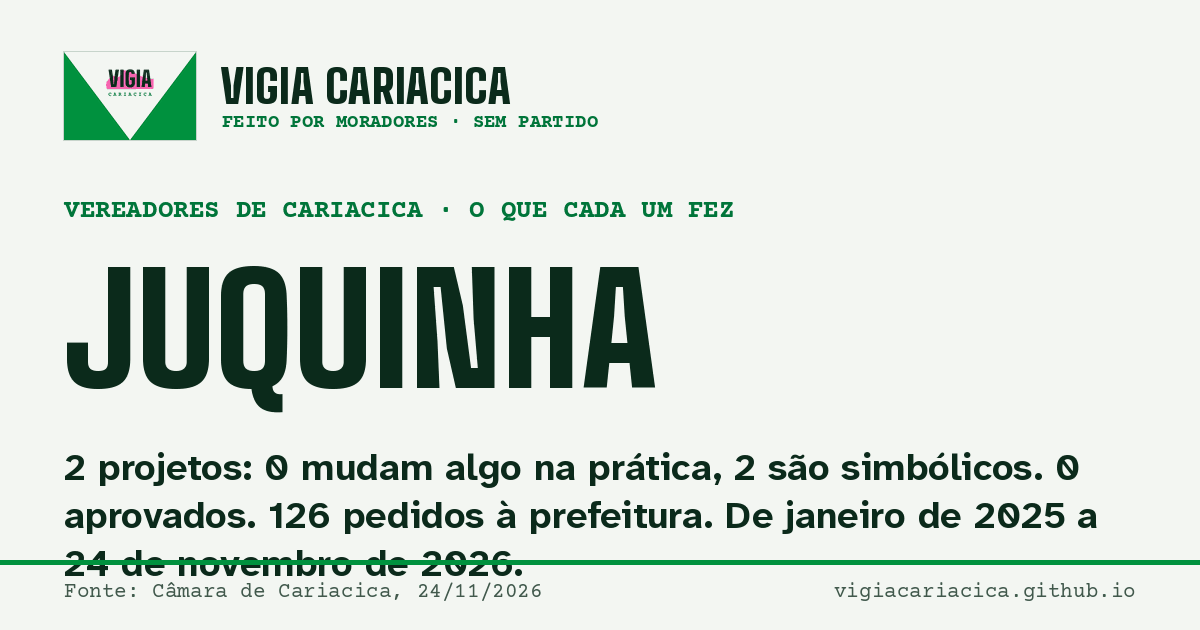 VIGIA
CARIACICA
VIGIA CARIACICA
FEITO POR MORADORES · SEM PARTIDO
VEREADORES DE CARIACICA · O QUE CADA UM FEZ
JUQUINHA
2 projetos: 0 mudam algo na prática, 2 são simbólicos. 0
aprovados. 126 pedidos à prefeitura. De janeiro de 2025 a
24 de novembro de 2026.
Fonte: Câmara de Cariacica, 24/11/2026
vigiacariacica.github.io